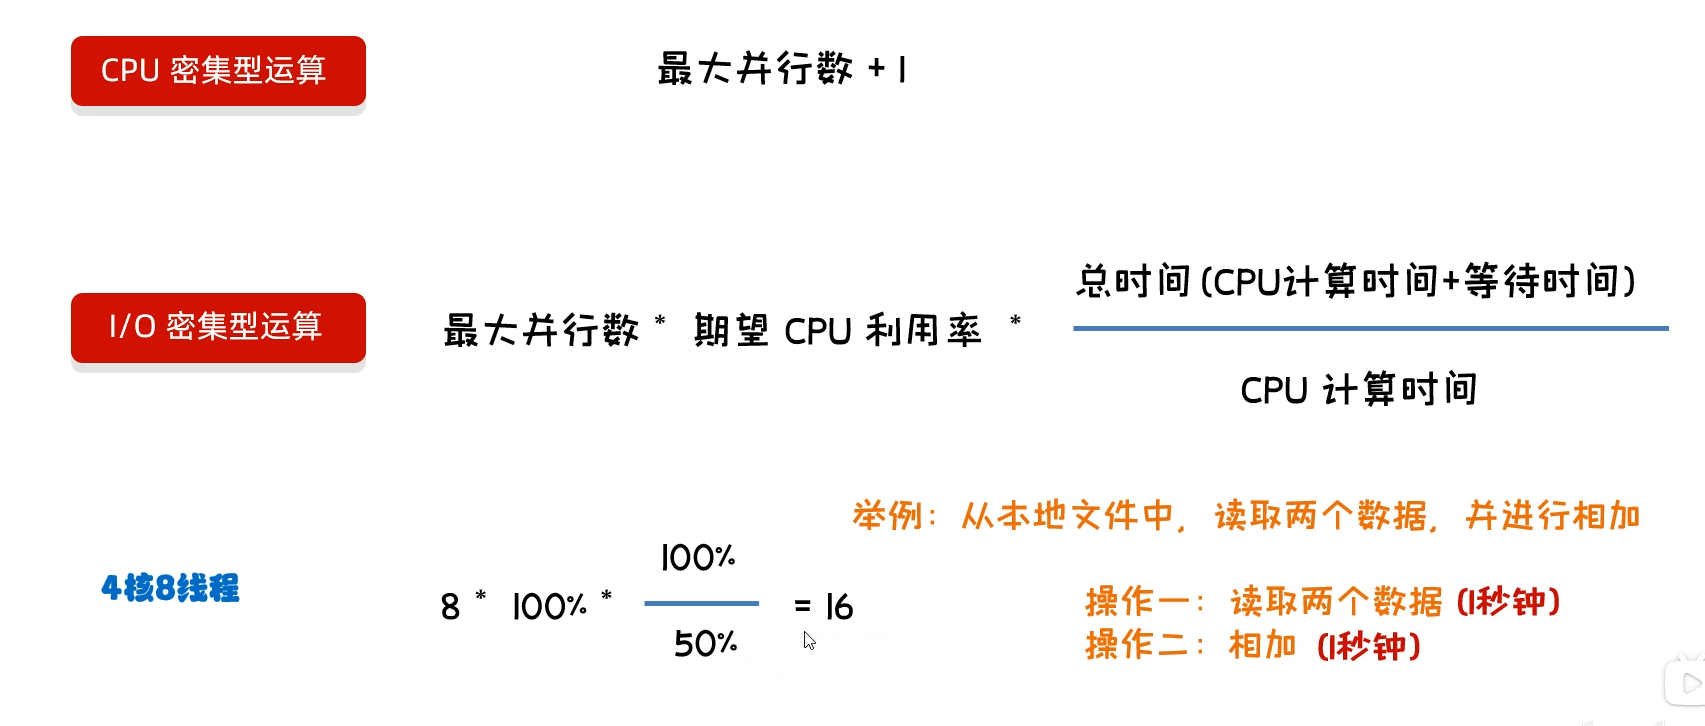 CPU 密集型运算
最大并行数 + 1
I/O 密集型运算
最大并行数 * 期望 CPU 利用率 *
总时间 (CPU计算时间+等待时间)
CPU 计算时间
举例：从本地文件中，读取两个数据，并进行相加
4核8线程
8 * 100% *
100%
50%
= 16
操作一：读取两个数据 (1秒钟)
操作二：相加 (1秒钟)